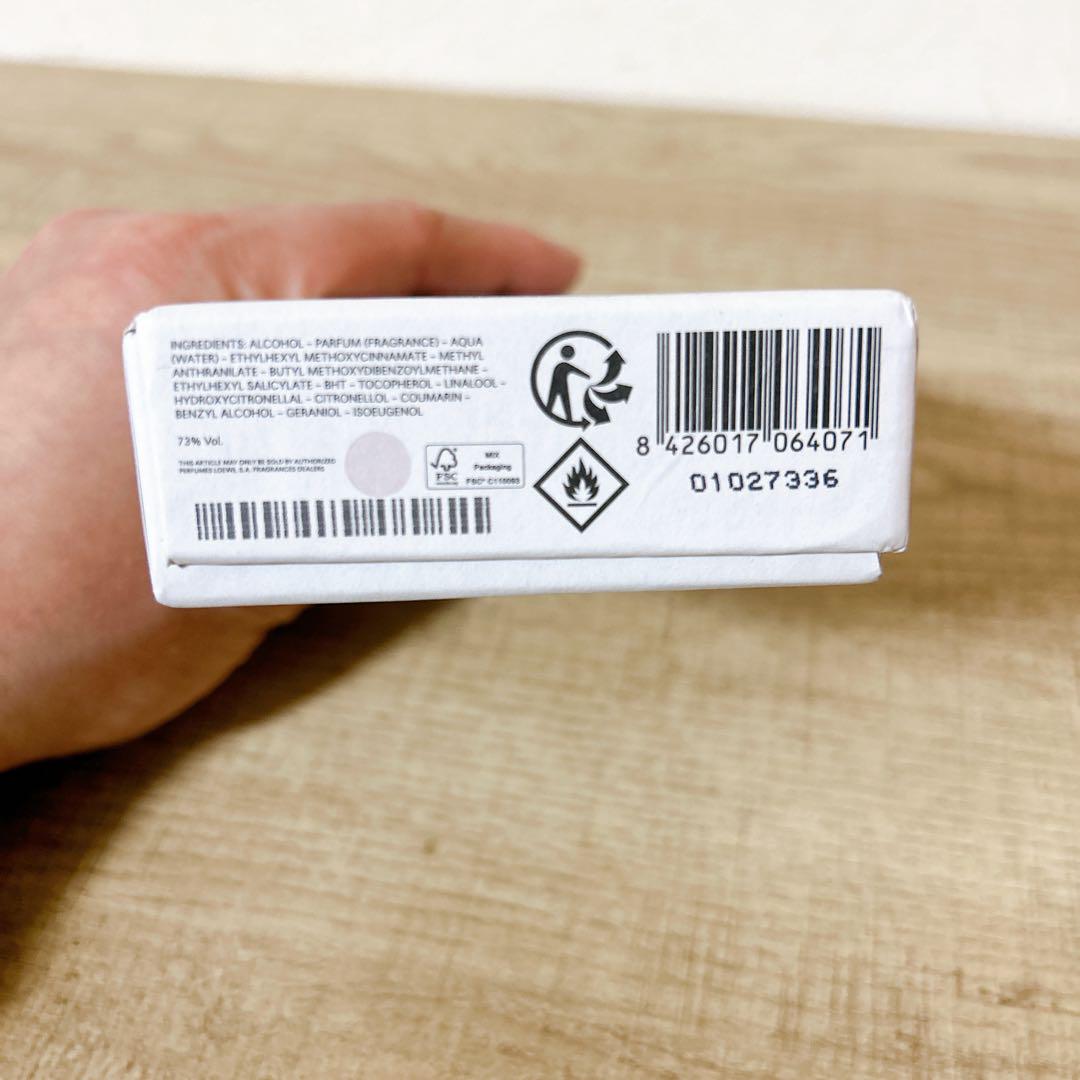 INGREDIENTS: ALCOHOL - PARFUM (FRAGRANCE) - AQUA
(WATER) - ETHYLHEXYL METHOXYCINNAMATE - METHYL
ANTHRANILATE - BUTYL METHOXYDIBENZOYLMETHANE -
ETHYLHEXYL SALICYLATE - BHT - TOCOPHEROL - LINALOOL -
HYDROXYCITRONELLAL - CITRONELLOL - COUMARIN -
BENZYL ALCOHOL - GERANIOL - ISOEUGENOL
73% Vol.
THIS ARTICLE MAY ONLY BE SOLD BY AUTHORIZED
PERFUMES LOEWE, S.A. FRAGRANCES DEALERS
FSC
MIX
Packaging
FSC®
8 426017 064071
01027336